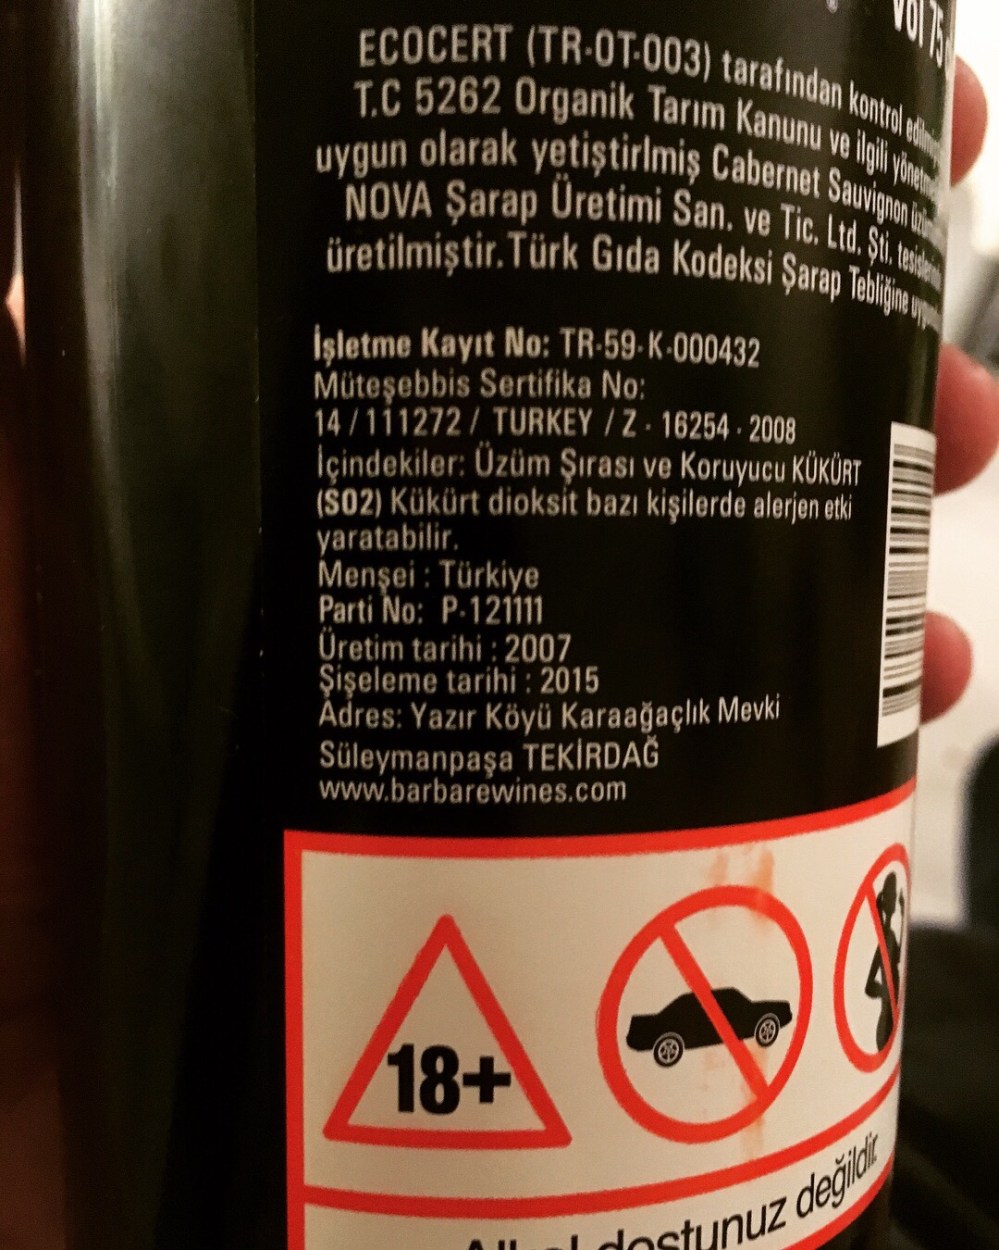 Vol 75
ECOCERT (TR-OT-003) tarafından kontrol
T.C 5262 Organik Tarım Kanunu ve ilgili
uygun olarak yetiştirlmiş Cabernet Sauvignon
NOVA Şarap Üretimi San. ve Tic. Ltd. Şti.
üretilmiştir.Türk Gıda Kodeksi Şarap Tebliğine
İşletme Kayıt No: TR-59-K-000432
Müteşebbis Sertifika No:
14 / 111272 / TURKEY / Z - 16254 - 2008
İçindekiler: Üzüm Şırası ve Koruyucu KÜKÜRT
(SO2) Kükürt dioksit bazı kişilerde alerjen etki
yaratabilir.
Menşei : Türkiye
Parti No: P-121111
Üretim tarihi : 2007
Şişeleme tarihi : 2015
Adres: Yazır Köyü Karaağaçlık Mevki
Süleymanpaşa TEKİRDAĞ
www.barbarewines.com
18+
Alkol dostunuz değildir.